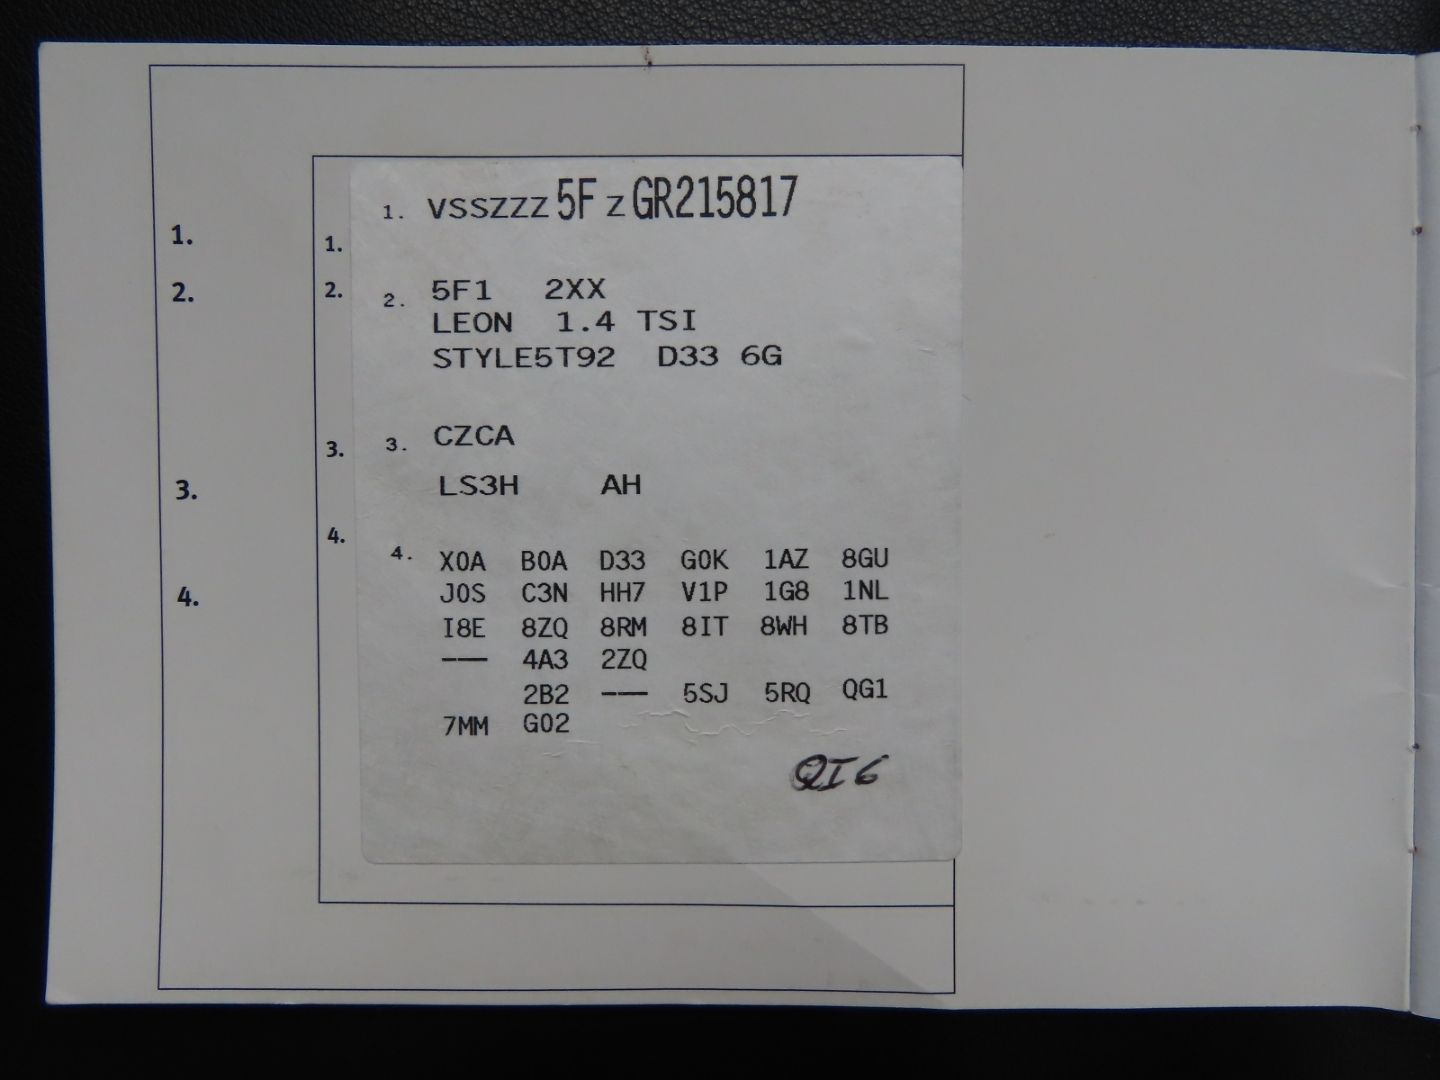 1. 1. 1. VSSZZZ5FZGR215817
2. 2. 2. 5F1 2XX
LEON 1.4 TSI
STYLE5T92 D33 6G
3. 3. CZCA
3. LS3H AH
4. 4. X0A B0A D33 G0K 1AZ 8GU
4. J0S C3N HH7 V1P 1G8 1NL
I8E 8ZQ 8RM 8IT 8WH 8TB
--- 4A3 2ZQ
2B2 --- 5SJ 5RQ QG1
7MM G02
QI6